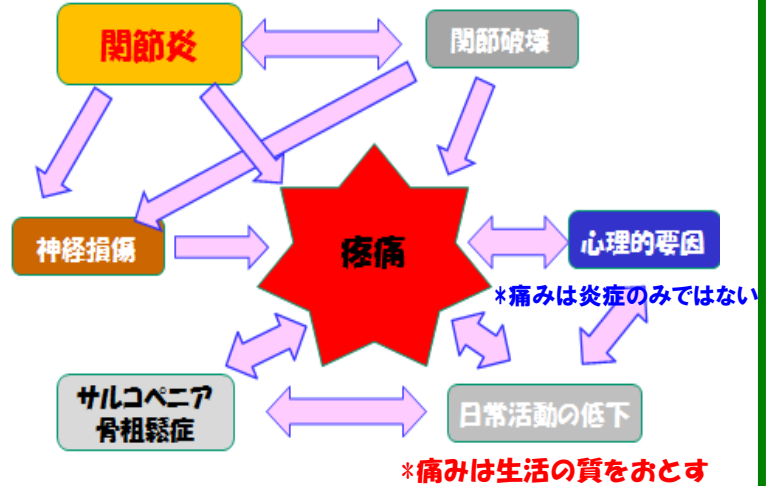 関節炎
関節破壊
神経損傷
疼痛
心理的要因
*痛みは炎症のみではない
サルコペニア
骨粗鬆症
日常活動の低下
*痛みは生活の質をおとす